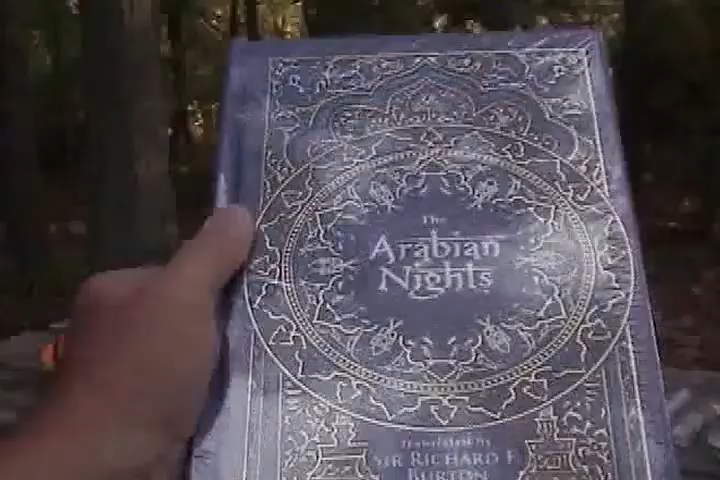 The
Arabian
Nights
TRANSLATED BY
SIR RICHARD F.
BURTON